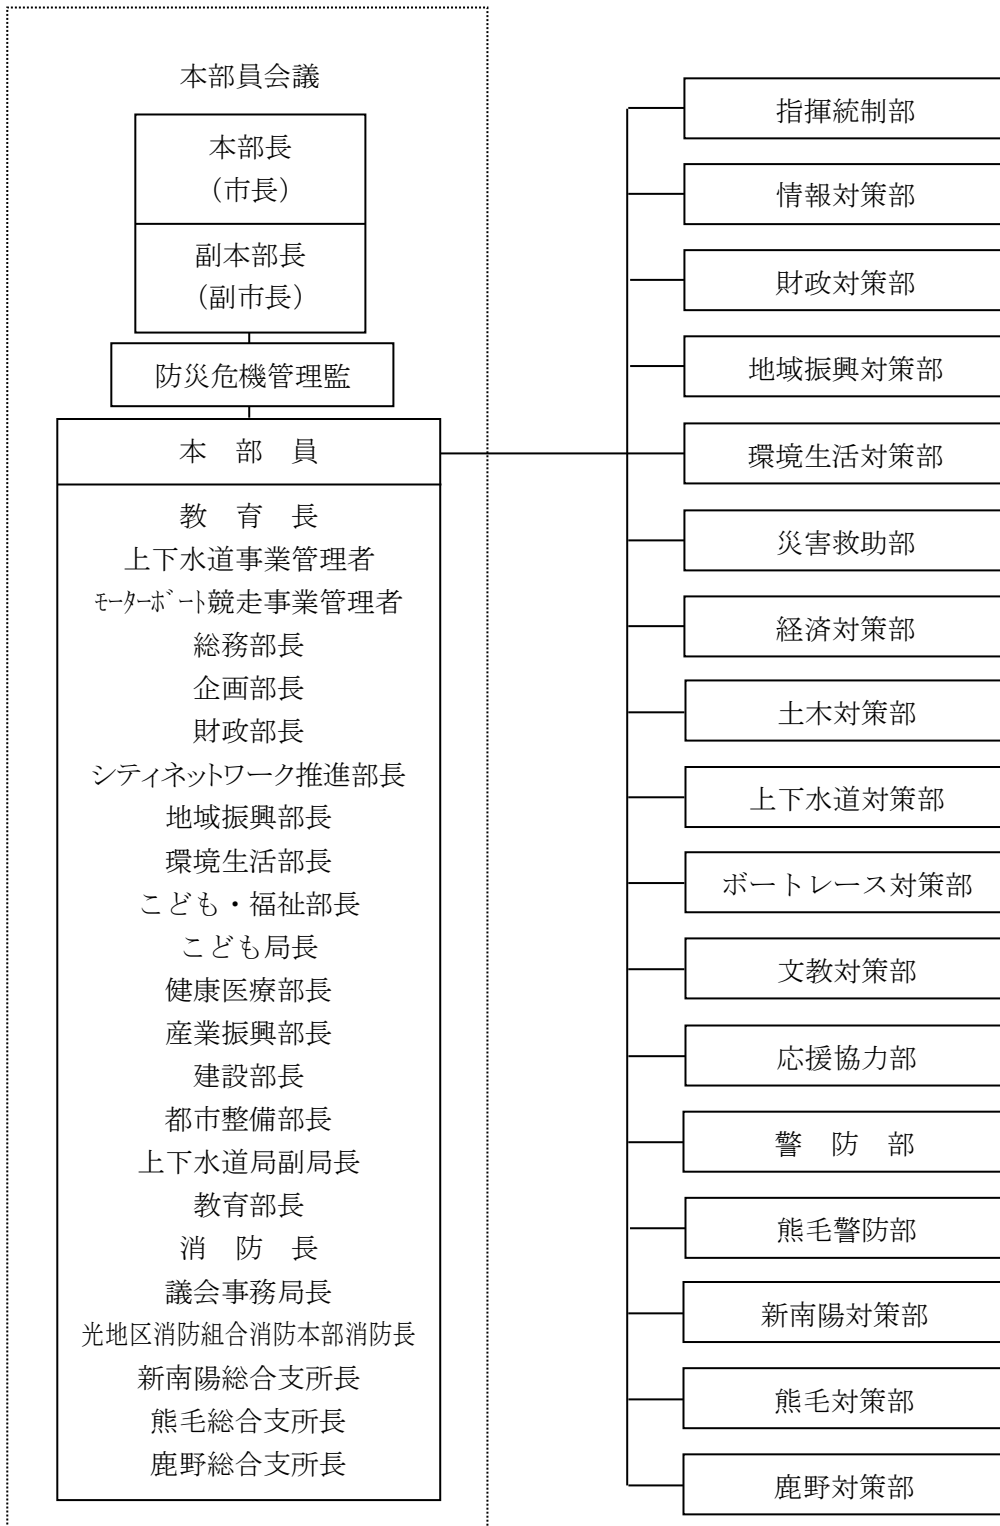 本部員会議
本部長
（市長）
副本部長
（副市長）
防災危機管理監
本　部　員
教　育　長
上下水道事業管理者
ﾓｰﾀｰﾎﾞｰﾄ競走事業管理者
総務部長
企画部長
財政部長
シティネットワーク推進部長
地域振興部長
環境生活部長
こども・福祉部長
こども局長
健康医療部長
産業振興部長
建設部長
都市整備部長
上下水道局副局長
教育部長
消　防　長
議会事務局長
光地区消防組合消防本部消防長
新南陽総合支所長
熊毛総合支所長
鹿野総合支所長
指揮統制部
情報対策部
財政対策部
地域振興対策部
環境生活対策部
災害救助部
経済対策部
土木対策部
上下水道対策部
ボートレース対策部
文教対策部
応援協力部
警　防　部
熊毛警防部
新南陽対策部
熊毛対策部
鹿野対策部